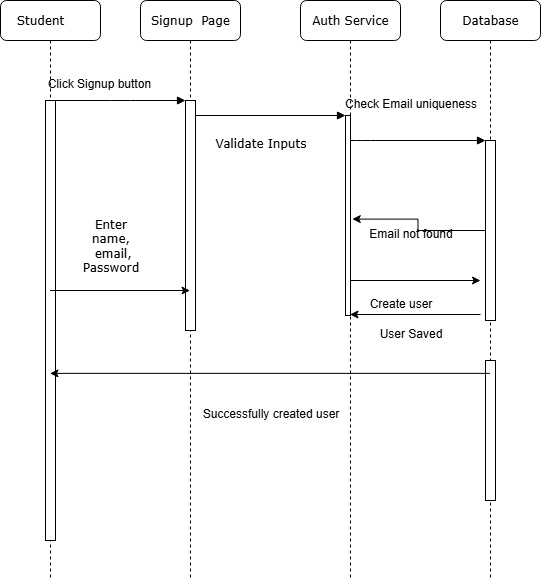 Student
Signup Page
Auth Service
Database
Click Signup button
Check Email uniqueness
Validate Inputs
Enter
name,
email,
Password
Email not found
Create user
User Saved
Successfully created user